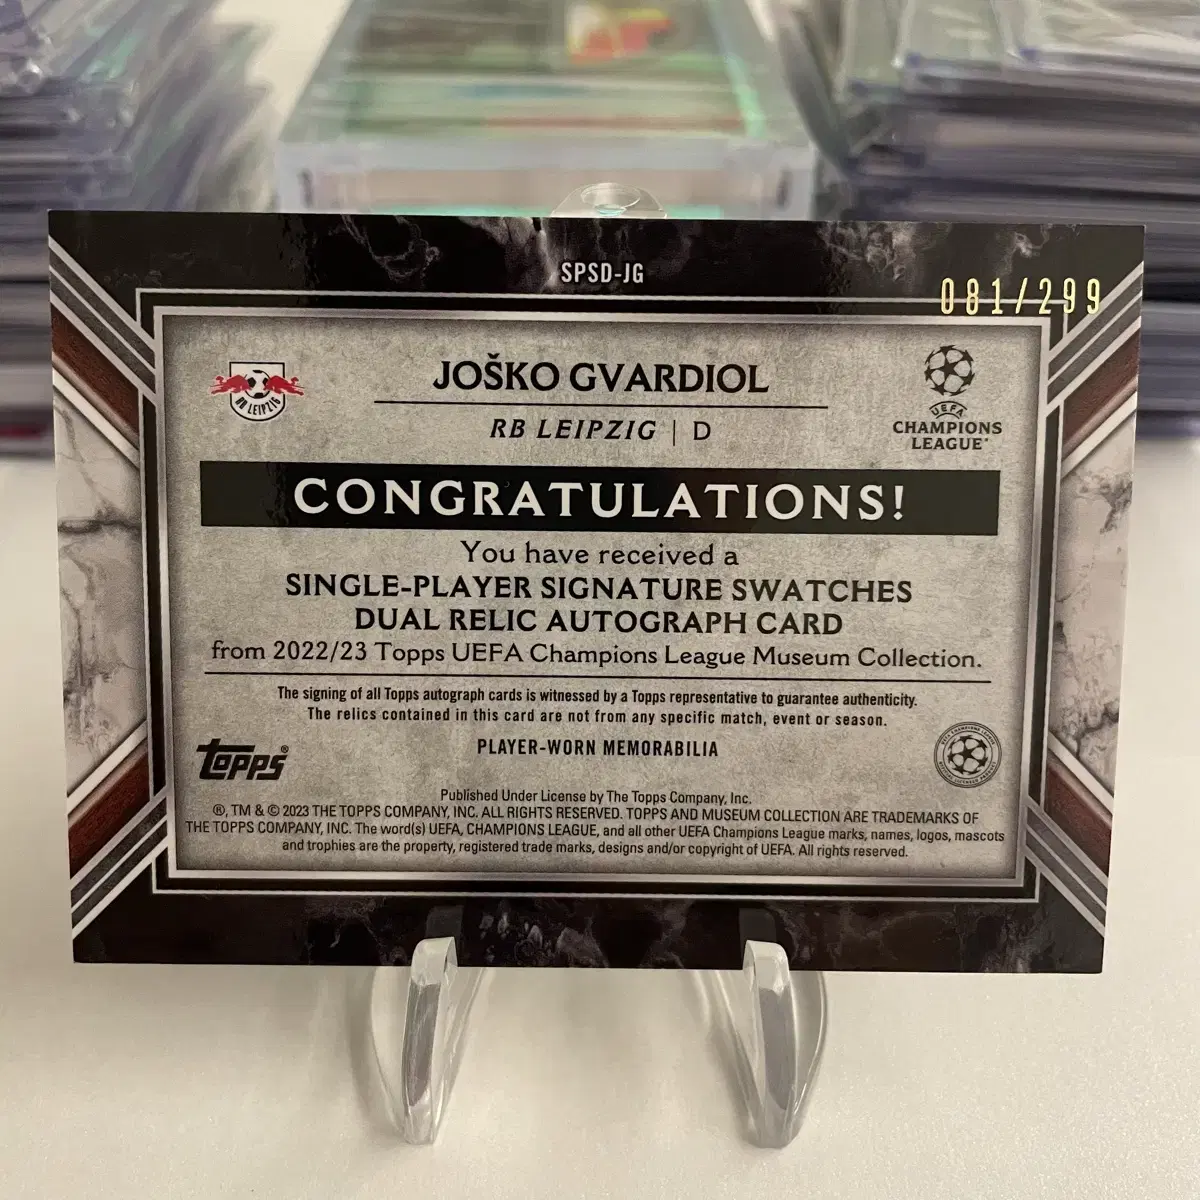 SPSD-JG
081/299
JOŠKO GVARDIOL
RB LEIPZIG | D
RB LEIPZIG
UEFA
CHAMPIONS
LEAGUE®
CONGRATULATIONS!
You have received a
SINGLE-PLAYER SIGNATURE SWATCHES
DUAL RELIC AUTOGRAPH CARD
from 2022/23 Topps UEFA Champions League Museum Collection.
The signing of all Topps autograph cards is witnessed by a Topps representative to guarantee authenticity.
The relics contained in this card are not from any specific match, event or season.
PLAYER-WORN MEMORABILIA
topps®
Published Under License by The Topps Company, Inc.
®, TM & © 2023 THE TOPPS COMPANY, INC. ALL RIGHTS RESERVED. TOPPS AND MUSEUM COLLECTION ARE TRADEMARKS OF
THE TOPPS COMPANY, INC. The word(s) UEFA, CHAMPIONS LEAGUE, and all other UEFA Champions League marks, names, logos, mascots
and trophies are the property, registered trade marks, designs and/or copyright of UEFA. All rights reserved.